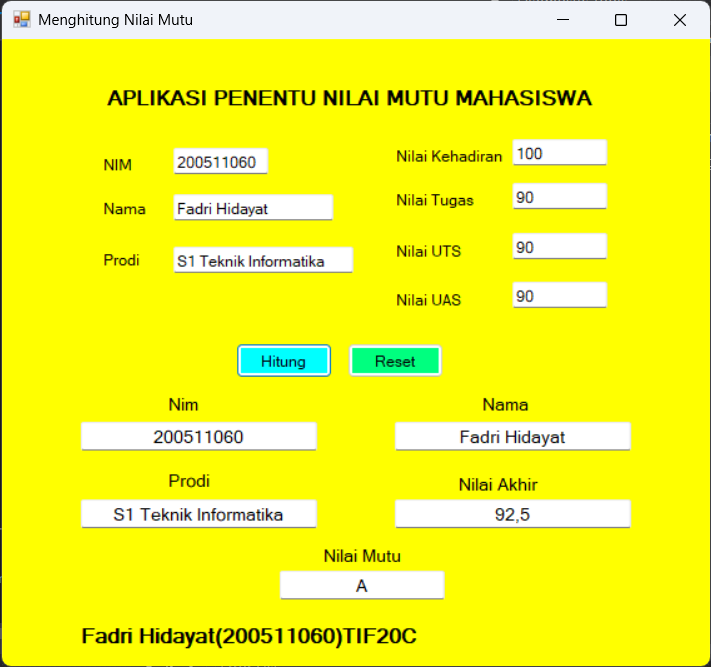 Menghitung Nilai Mutu
APLIKASI PENENTU NILAI MUTU MAHASISWA
NIM 200511060
Nama Fadri Hidayat
Prodi S1 Teknik Informatika
Nilai Kehadiran 100
Nilai Tugas 90
Nilai UTS 90
Nilai UAS 90
Hitung Reset
Nim Nama
200511060 Fadri Hidayat
Prodi Nilai Akhir
S1 Teknik Informatika 92,5
Nilai Mutu
A
Fadri Hidayat(200511060)TIF20C